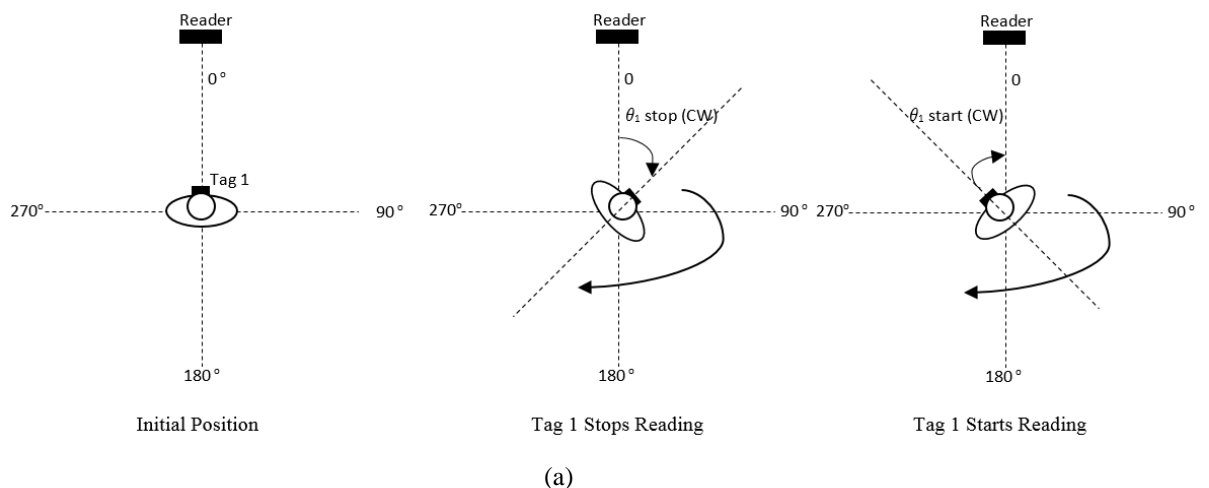 Reader
0°
Tag 1
270°
90°
180°
Initial Position
Reader
0
θ1 stop (CW)
270°
90°
180°
Tag 1 Stops Reading
Reader
0
θ1 start (CW)
270°
90°
180°
Tag 1 Starts Reading
(a)